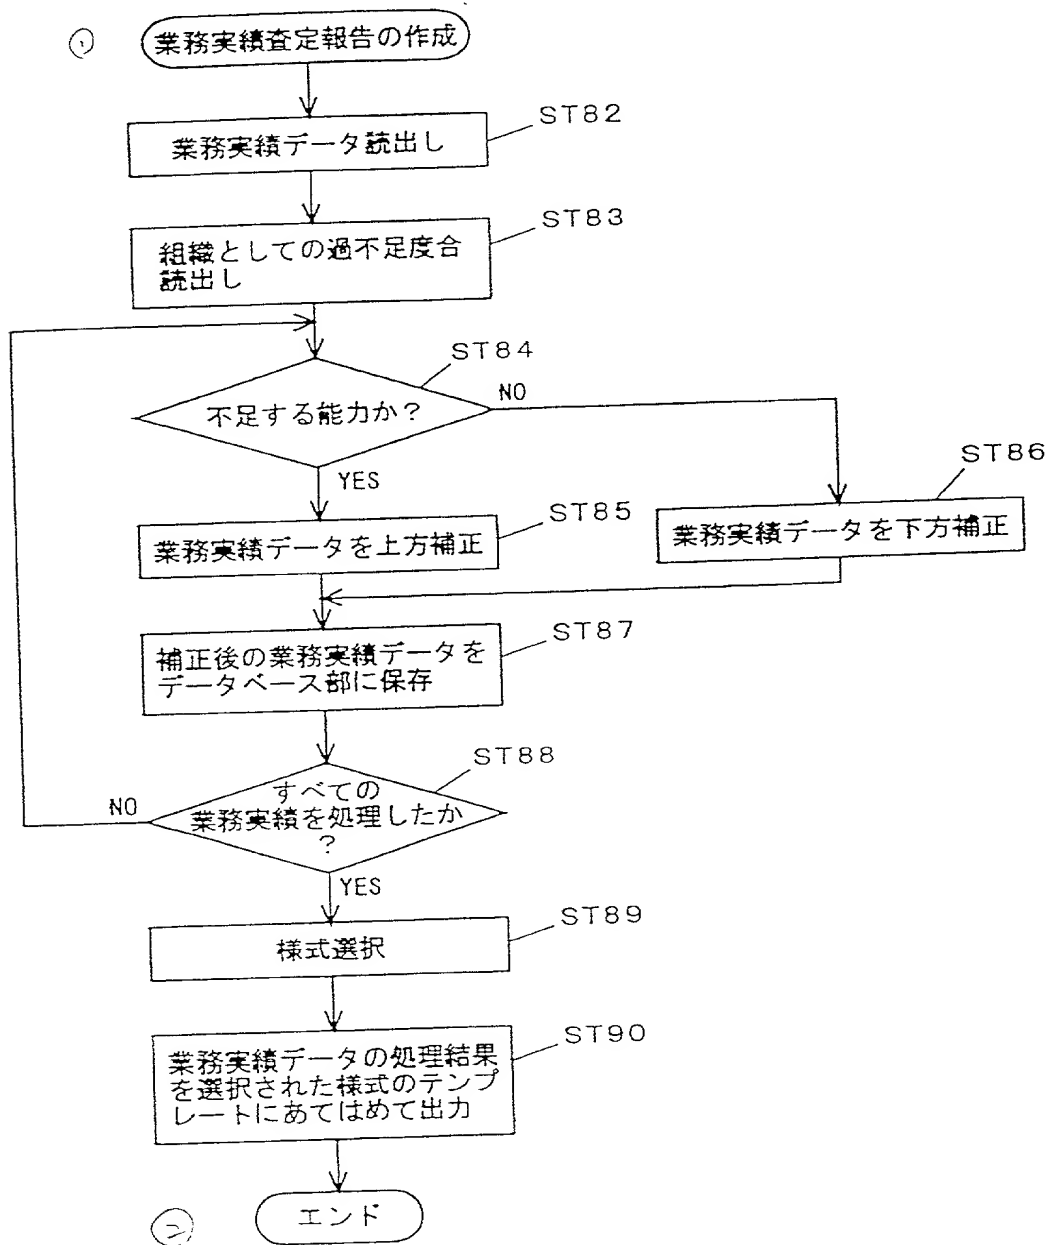 業務実績査定報告の作成
ST82
業務実績データ読出し
ST83
組織としての過不足度合
読出し
ST84
不足する能力か?
NO
YES
ST85
業務実績データを上方補正
ST86
業務実績データを下方補正
ST87
補正後の業務実績データを
データベース部に保存
ST88
すべての
業務実績を処理したか
?
NO
YES
ST89
様式選択
ST90
業務実績データの処理結果
を選択された様式のテンプ
レートにあてはめて出力
エンド